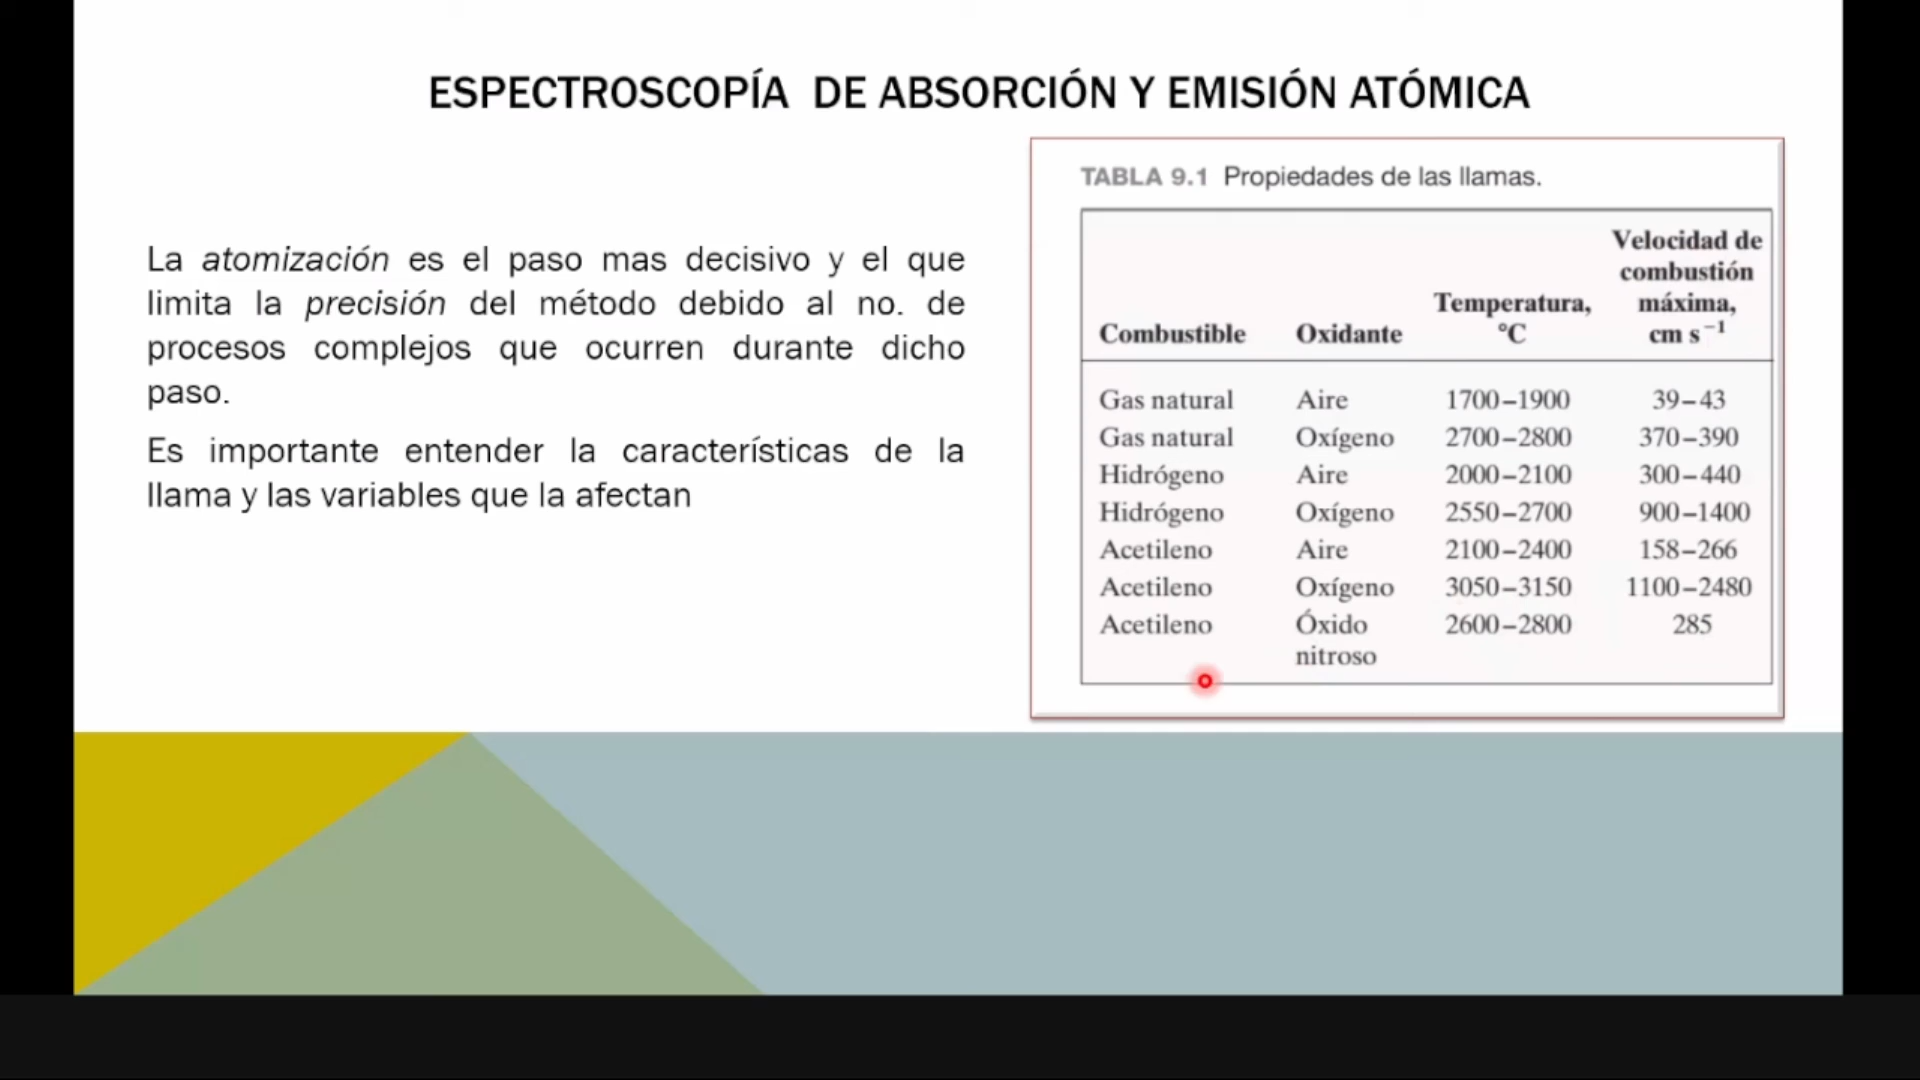 ESPECTROSCOPÍA DE ABSORCIÓN Y EMISIÓN ATÓMICA
La atomización es el paso mas decisivo y el que
limita la precisión del método debido al no. de
procesos complejos que ocurren durante dicho
paso.
Es importante entender la características de la
llama y las variables que la afectan
TABLA 9.1 Propiedades de las llamas.
Combustible Oxidante Temperatura, °C Velocidad de combustión máxima, cm s⁻¹
Gas natural Aire 1700–1900 39–43
Gas natural Oxígeno 2700–2800 370–390
Hidrógeno Aire 2000–2100 300–440
Hidrógeno Oxígeno 2550–2700 900–1400
Acetileno Aire 2100–2400 158–266
Acetileno Oxígeno 3050–3150 1100–2480
Acetileno Óxido nitroso 2600–2800 285